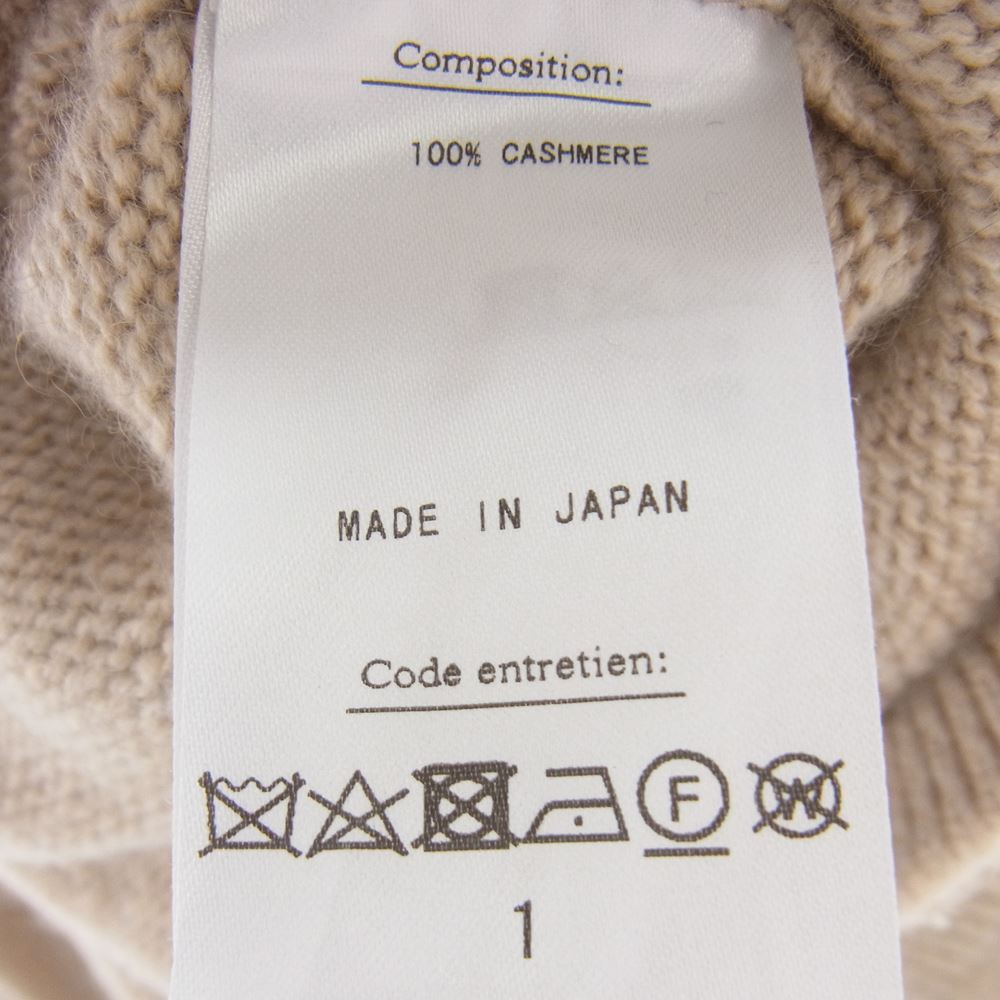 Composition:
100% CASHMERE
MADE IN JAPAN
Code entretien:
F W
1